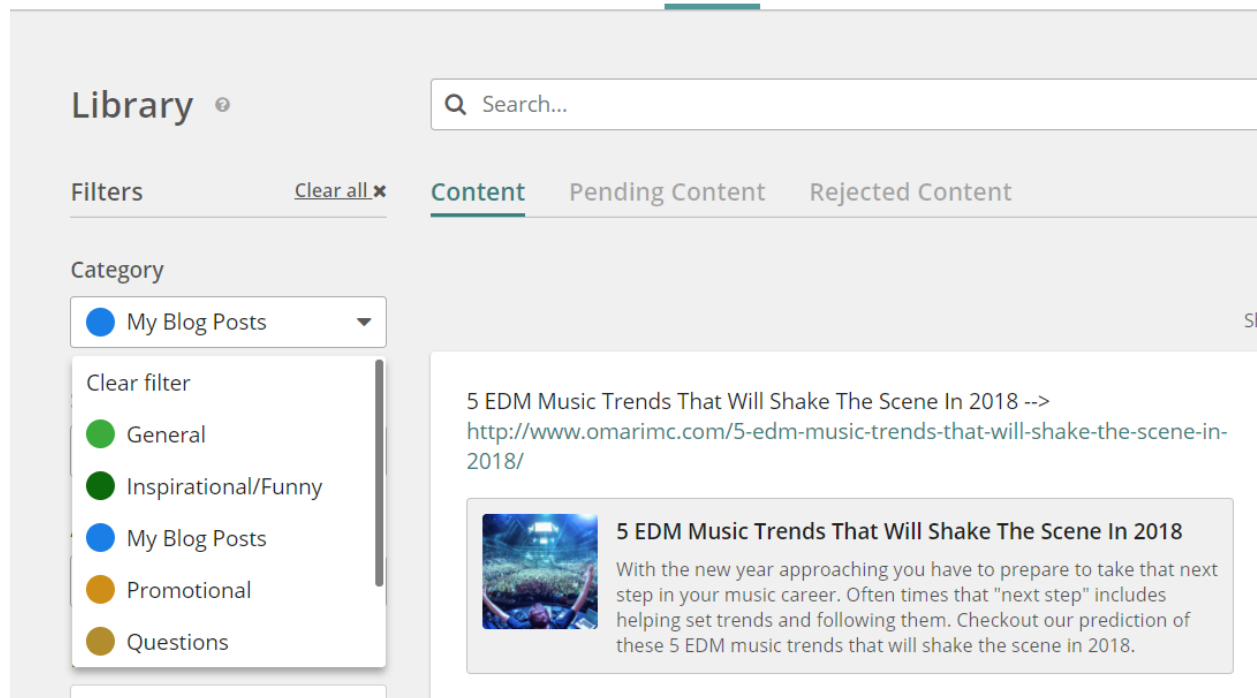 Library
Search...
Filters
Clear all
Content
Pending Content
Rejected Content
Category
My Blog Posts
Clear filter
General
Inspirational/Funny
My Blog Posts
Promotional
Questions
5 EDM Music Trends That Will Shake The Scene In 2018 -->
http://www.omarimc.com/5-edm-music-trends-that-will-shake-the-scene-in-
2018/
5 EDM Music Trends That Will Shake The Scene In 2018
With the new year approaching you have to prepare to take that next
step in your music career. Often times that "next step" includes
helping set trends and following them. Checkout our prediction of
these 5 EDM music trends that will shake the scene in 2018.